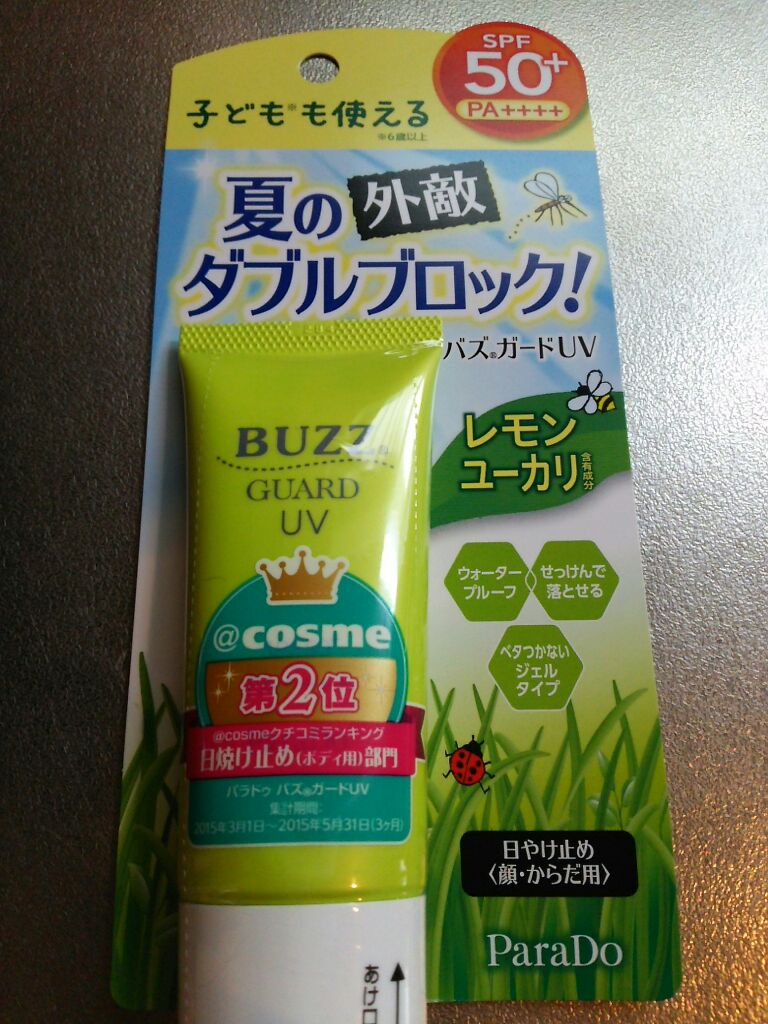 SPF
50+
PA++++
子ども※も使える
※6歳以上
夏の外敵
ダブルブロック!
バズ®ガードUV
レモン
ユーカリ
含有成分
BUZZ®
GUARD
UV
@cosme
第2位
@cosmeクチコミランキング
日焼け止め(ボディ用)部門
パラドゥ バズ®ガードUV
集計期間:
2015年3月1日~2015年5月31日(3ヶ月)
ウォーター
プルーフ
せっけんで
落とせる
ベタつかない
ジェル
タイプ
日やけ止め
〈顔・からだ用〉
ParaDo
あけ口